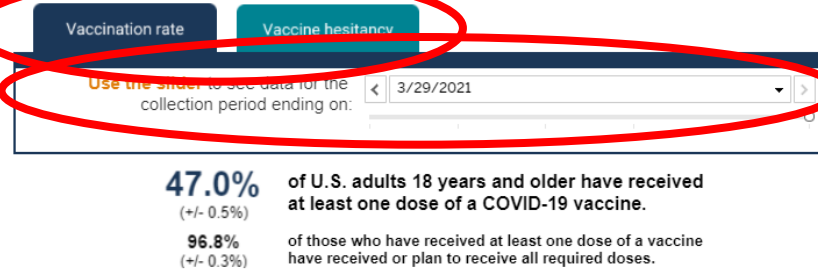 Vaccination rate
Vaccine hesitancy
Use the slider to see data for the
collection period ending on:
< 3/29/2021 >
47.0%
(+/- 0.5%)
of U.S. adults 18 years and older have received
at least one dose of a COVID-19 vaccine.
96.8%
(+/- 0.3%)
of those who have received at least one dose of a vaccine
have received or plan to receive all required doses.